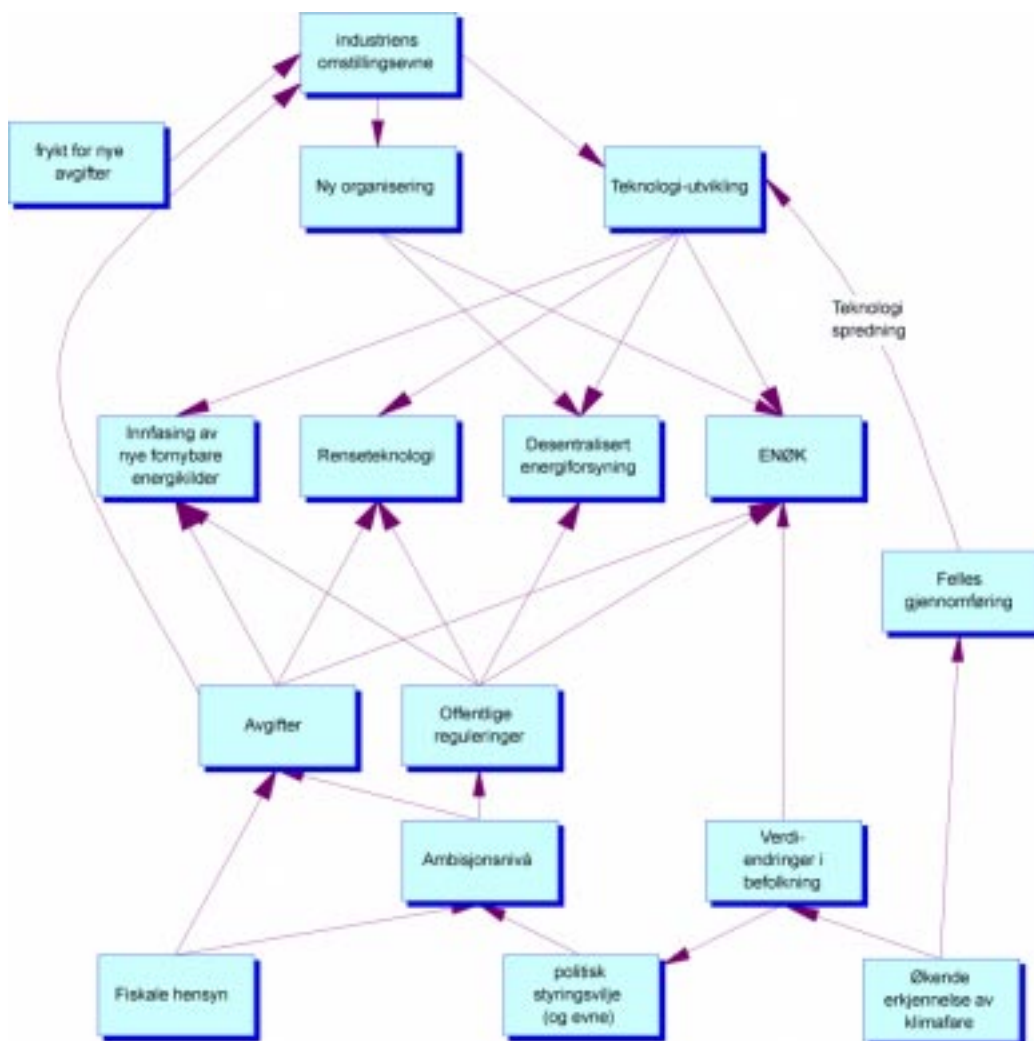 industriens
omstillingsevne
frykt for nye
avgifter
Ny organisering
Teknologi-utvikling
Teknologi
spredning
Innfasing av
nye fornybare
energikilder
Renseteknologi
Desentralisert
energiforsyning
ENØK
Felles
gjennomføring
Avgifter
Offentlige
reguleringer
Ambisjonsnivå
Verdi-
endringer i
befolkning
Fiskale hensyn
politisk
styringsvilje
(og evne)
Økende
erkjennelse av
klimafare